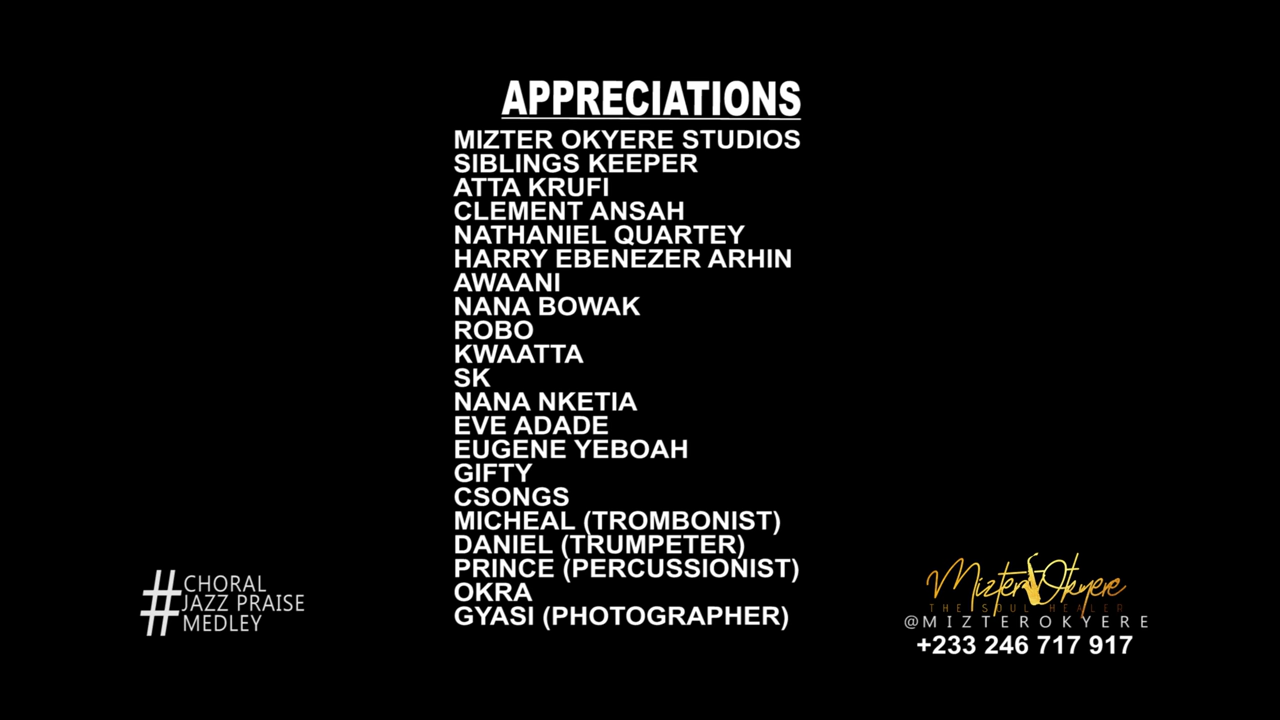 APPRECIATIONS
MIZTER OKYERE STUDIOS
SIBLINGS KEEPER
ATTA KRUFI
CLEMENT ANSAH
NATHANIEL QUARTEY
HARRY EBENEZER ARHIN
AWAANI
NANA BOWAK
ROBO
KWAATTA
SK
NANA NKETIA
EVE ADADE
EUGENE YEBOAH
GIFTY
CSONGS
MICHEAL (TROMBONIST)
DANIEL (TRUMPETER)
PRINCE (PERCUSSIONIST)
OKRA
GYASI (PHOTOGRAPHER)
#CHORAL
JAZZ PRAISE
MEDLEY
Mizter Okyere
THE SOUL HEALER
@MIZTEROKYERE
+233 246 717 917